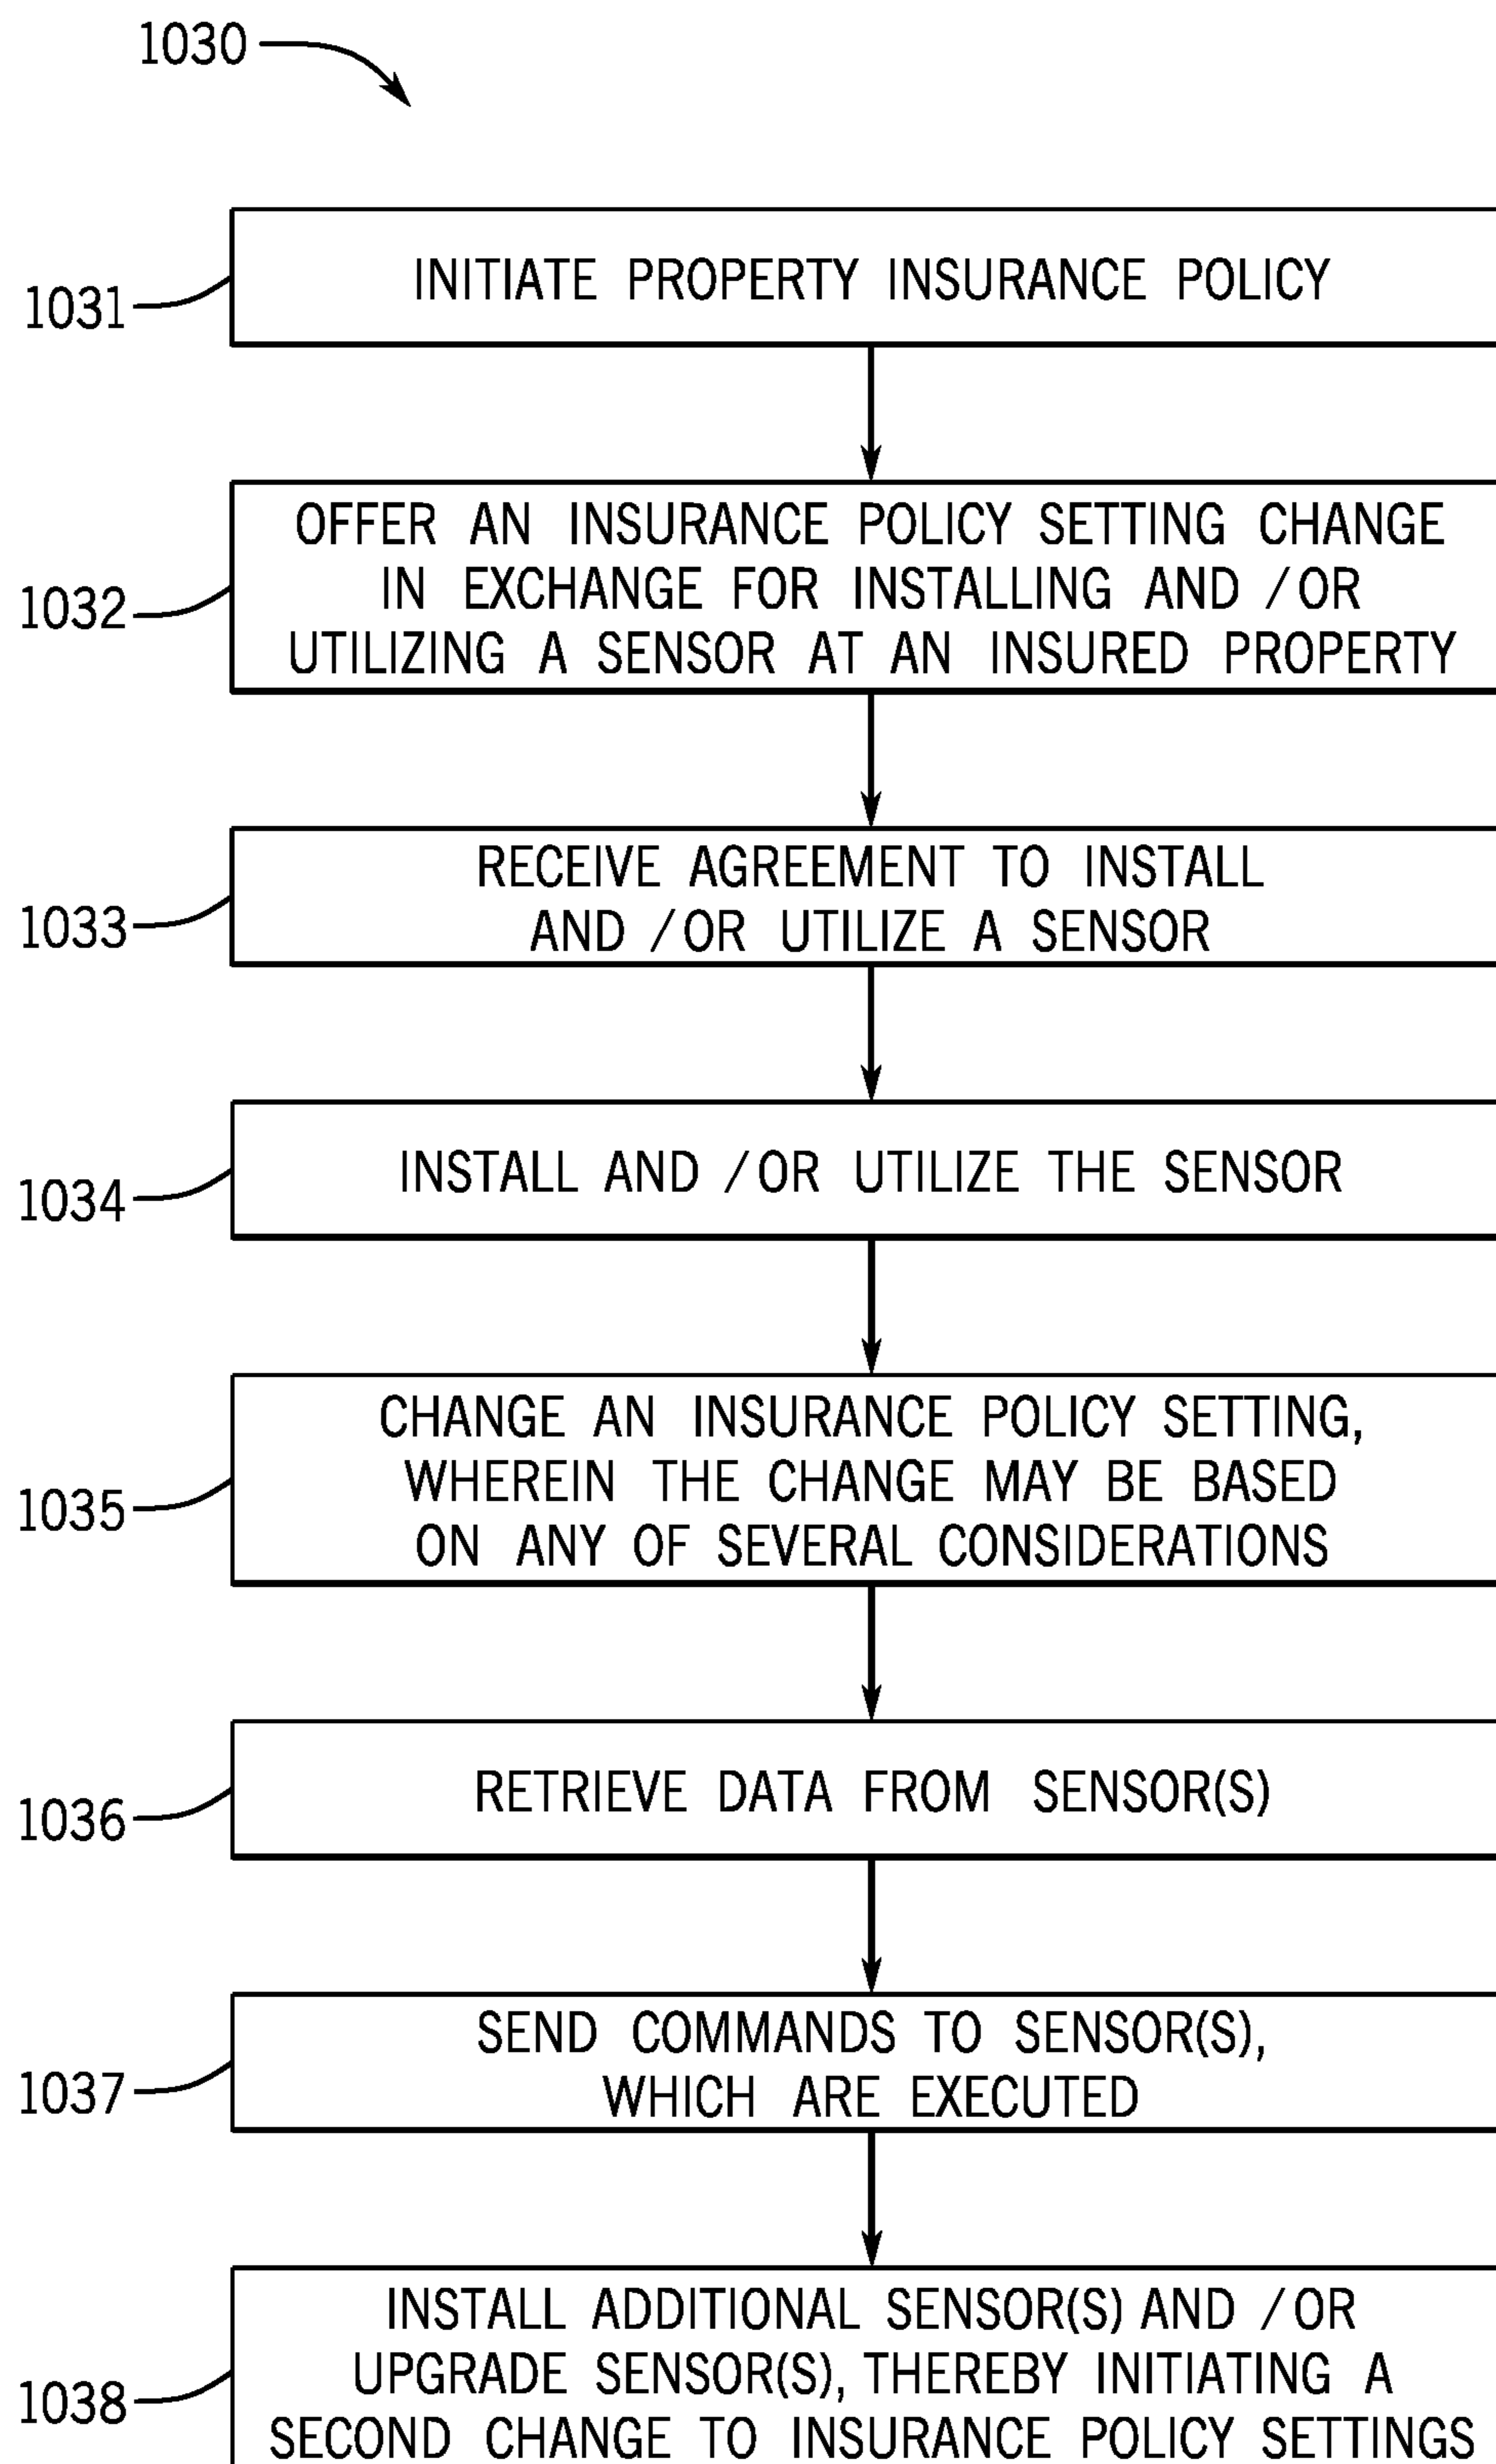 1030
1031
INITIATE PROPERTY INSURANCE POLICY
1032
OFFER AN INSURANCE POLICY SETTING CHANGE
IN EXCHANGE FOR INSTALLING AND /OR
UTILIZING A SENSOR AT AN INSURED PROPERTY
1033
RECEIVE AGREEMENT TO INSTALL
AND /OR UTILIZE A SENSOR
1034
INSTALL AND /OR UTILIZE THE SENSOR
1035
CHANGE AN INSURANCE POLICY SETTING,
WHEREIN THE CHANGE MAY BE BASED
ON ANY OF SEVERAL CONSIDERATIONS
1036
RETRIEVE DATA FROM SENSOR(S)
1037
SEND COMMANDS TO SENSOR(S),
WHICH ARE EXECUTED
1038
INSTALL ADDITIONAL SENSOR(S) AND /OR
UPGRADE SENSOR(S), THEREBY INITIATING A
SECOND CHANGE TO INSURANCE POLICY SETTINGS